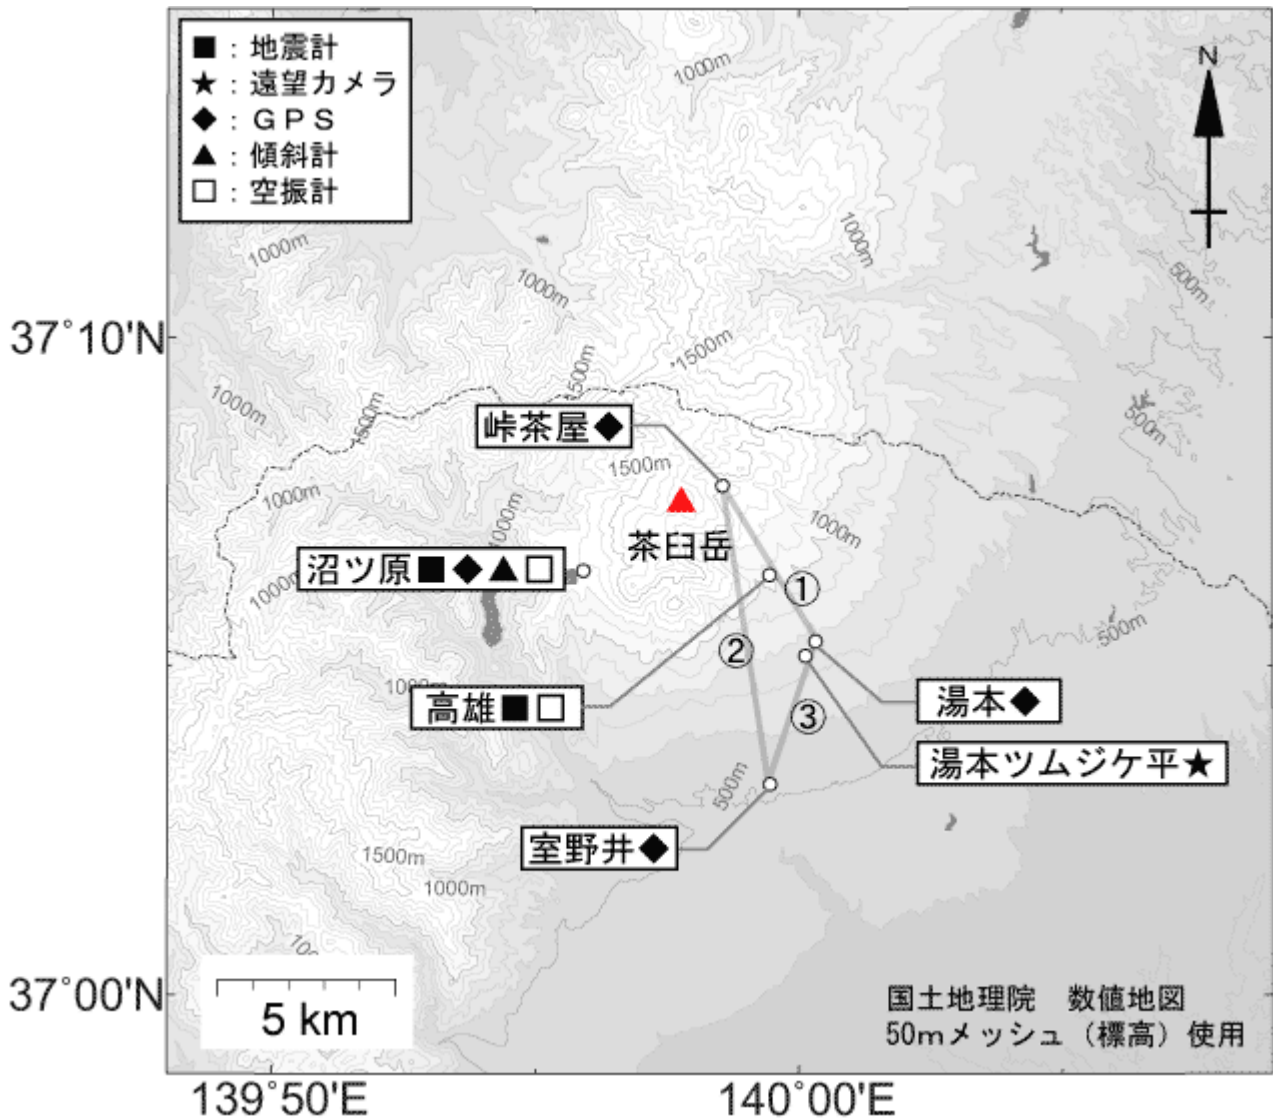 ■：地震計
★：遠望カメラ
◆：ＧＰＳ
▲：傾斜計
□：空振計
N
1000m
1000m
1000m
1000m
500m
37°10'N
1500m
1500m
1000m
1500m
500m
峠茶屋◆
1500m
1000m
1000m
1000m
茶臼岳
沼ツ原■◆▲□
1000m
①
500m
②
高雄■□
湯本◆
③
湯本ツムジケ平★
500m
室野井◆
1500m
1000m
37°00'N
5 km
国土地理院　数値地図
50mメッシュ（標高）使用
139°50'E
140°00'E